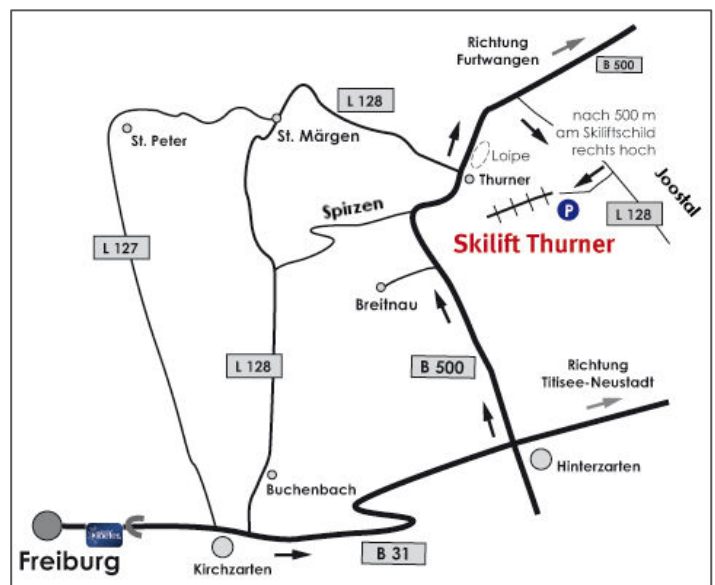 Richtung
Furtwangen
B 500
L 128
nach 500 m
am Skiliftschild
rechts hoch
St. Peter
St. Märgen
Loipe
Thurner
Joostal
Spirzen
P
L 128
Skilift Thurner
L 127
Breitnau
L 128
B 500
Richtung
Titisee-Neustadt
Buchenbach
Hinterzarten
Freiburg
Kirchzarten
B 31